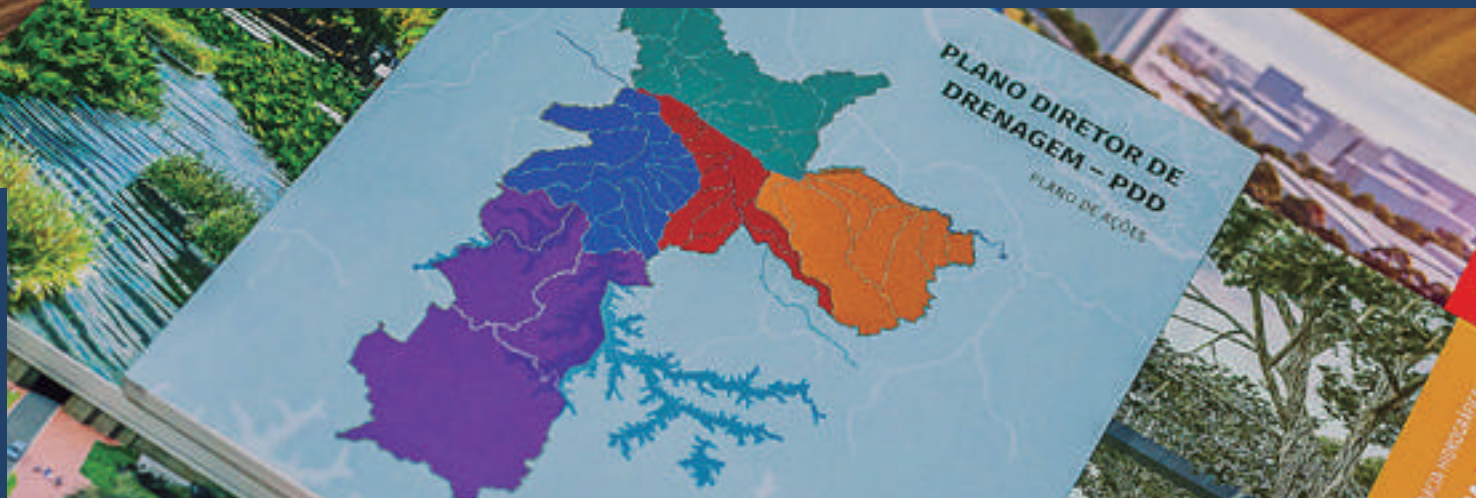 PLANO DIRETOR DE
DRENAGEM – PDD
PLANO DE AÇÕES